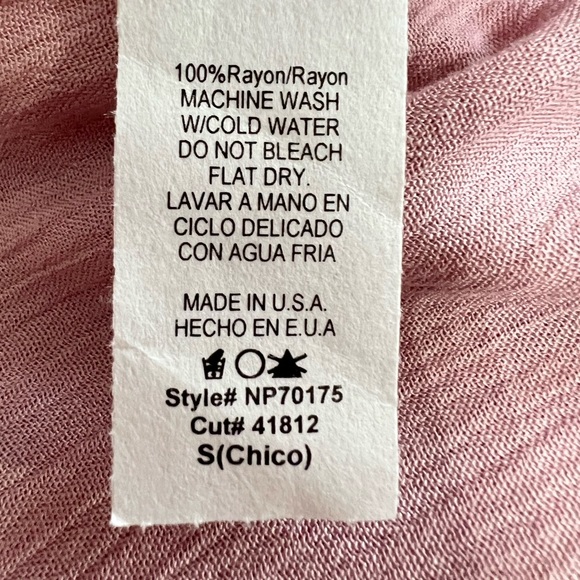 100%Rayon/Rayon
MACHINE WASH
W/COLD WATER
DO NOT BLEACH
FLAT DRY.
LAVAR A MANO EN
CICLO DELICADO
CON AGUA FRIA
MADE IN U.S.A.
HECHO EN E.U.A
Style# NP70175
Cut# 41812
S(Chico)